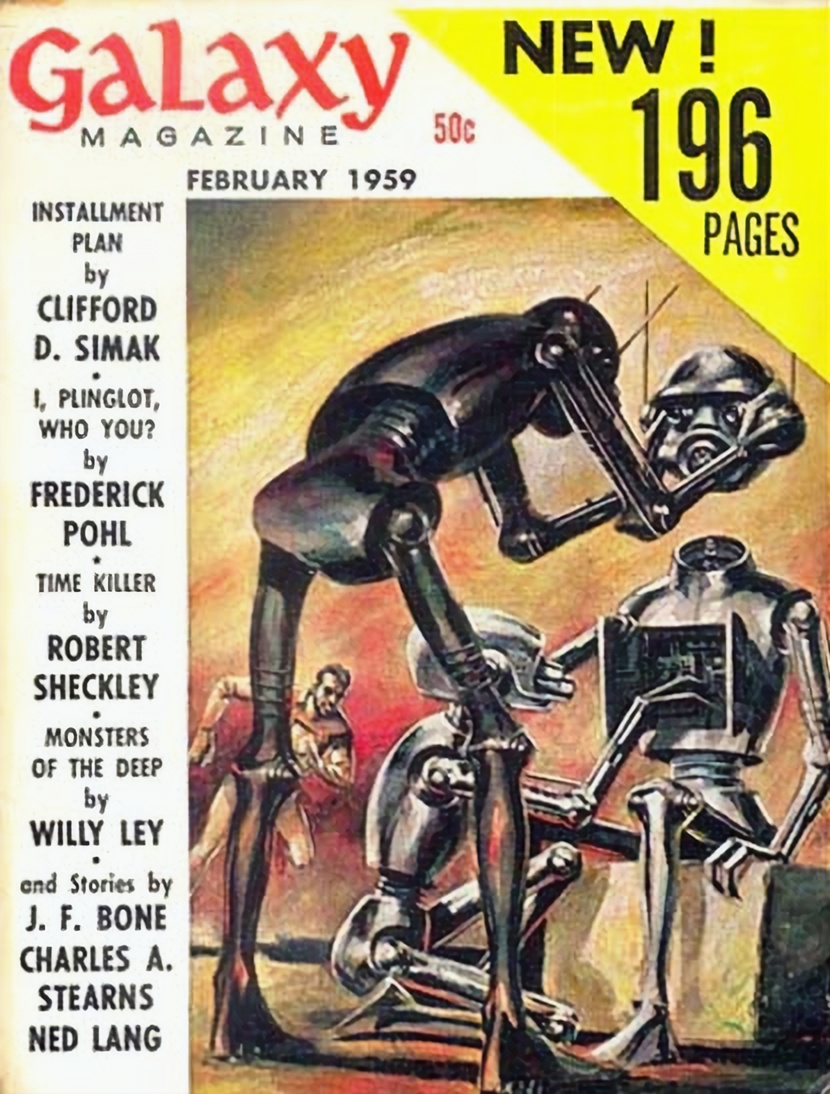 GaLaxy
MAGAZINE
50c
NEW!
196
PAGES
FEBRUARY 1959
INSTALLMENT
PLAN
by
CLIFFORD
D. SIMAK
•
I, PLINGLOT,
WHO YOU?
by
FREDERICK
POHL
•
TIME KILLER
by
ROBERT
SHECKLEY
•
MONSTERS
OF THE DEEP
by
WILLY LEY
•
and Stories by
J. F. BONE
CHARLES A.
STEARNS
NED LANG